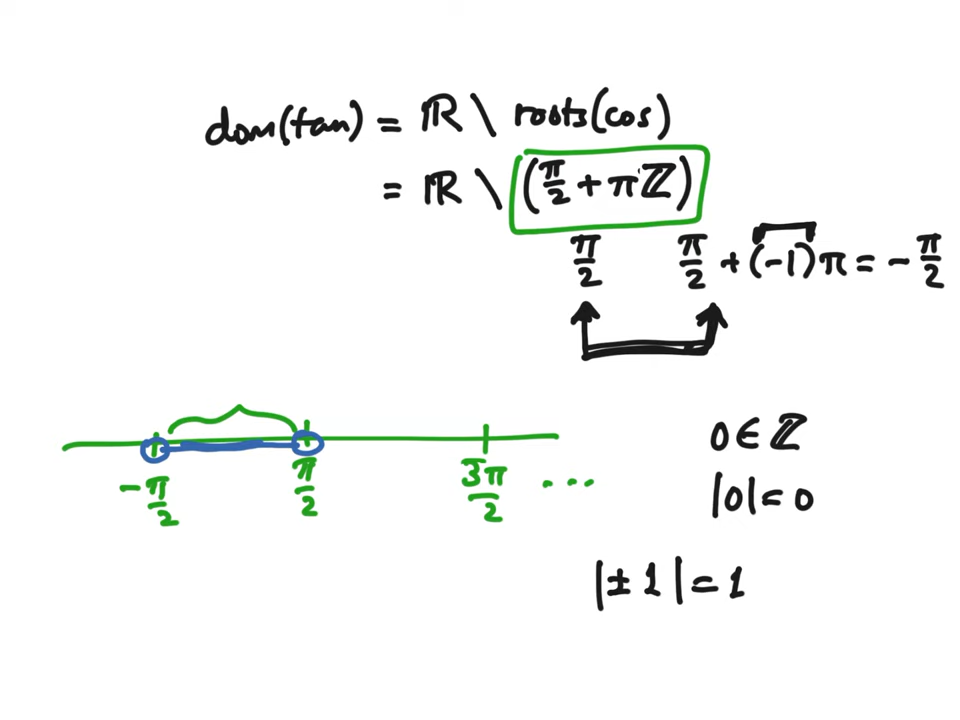 dom(tan) = ℝ \ roots(cos)
= ℝ \ (π/2 + πℤ)
π/2 π/2 + (-1)π = -π/2
-π/2 π/2 3π/2 ...
0 ∈ ℤ
|0| = 0
|± 1| = 1